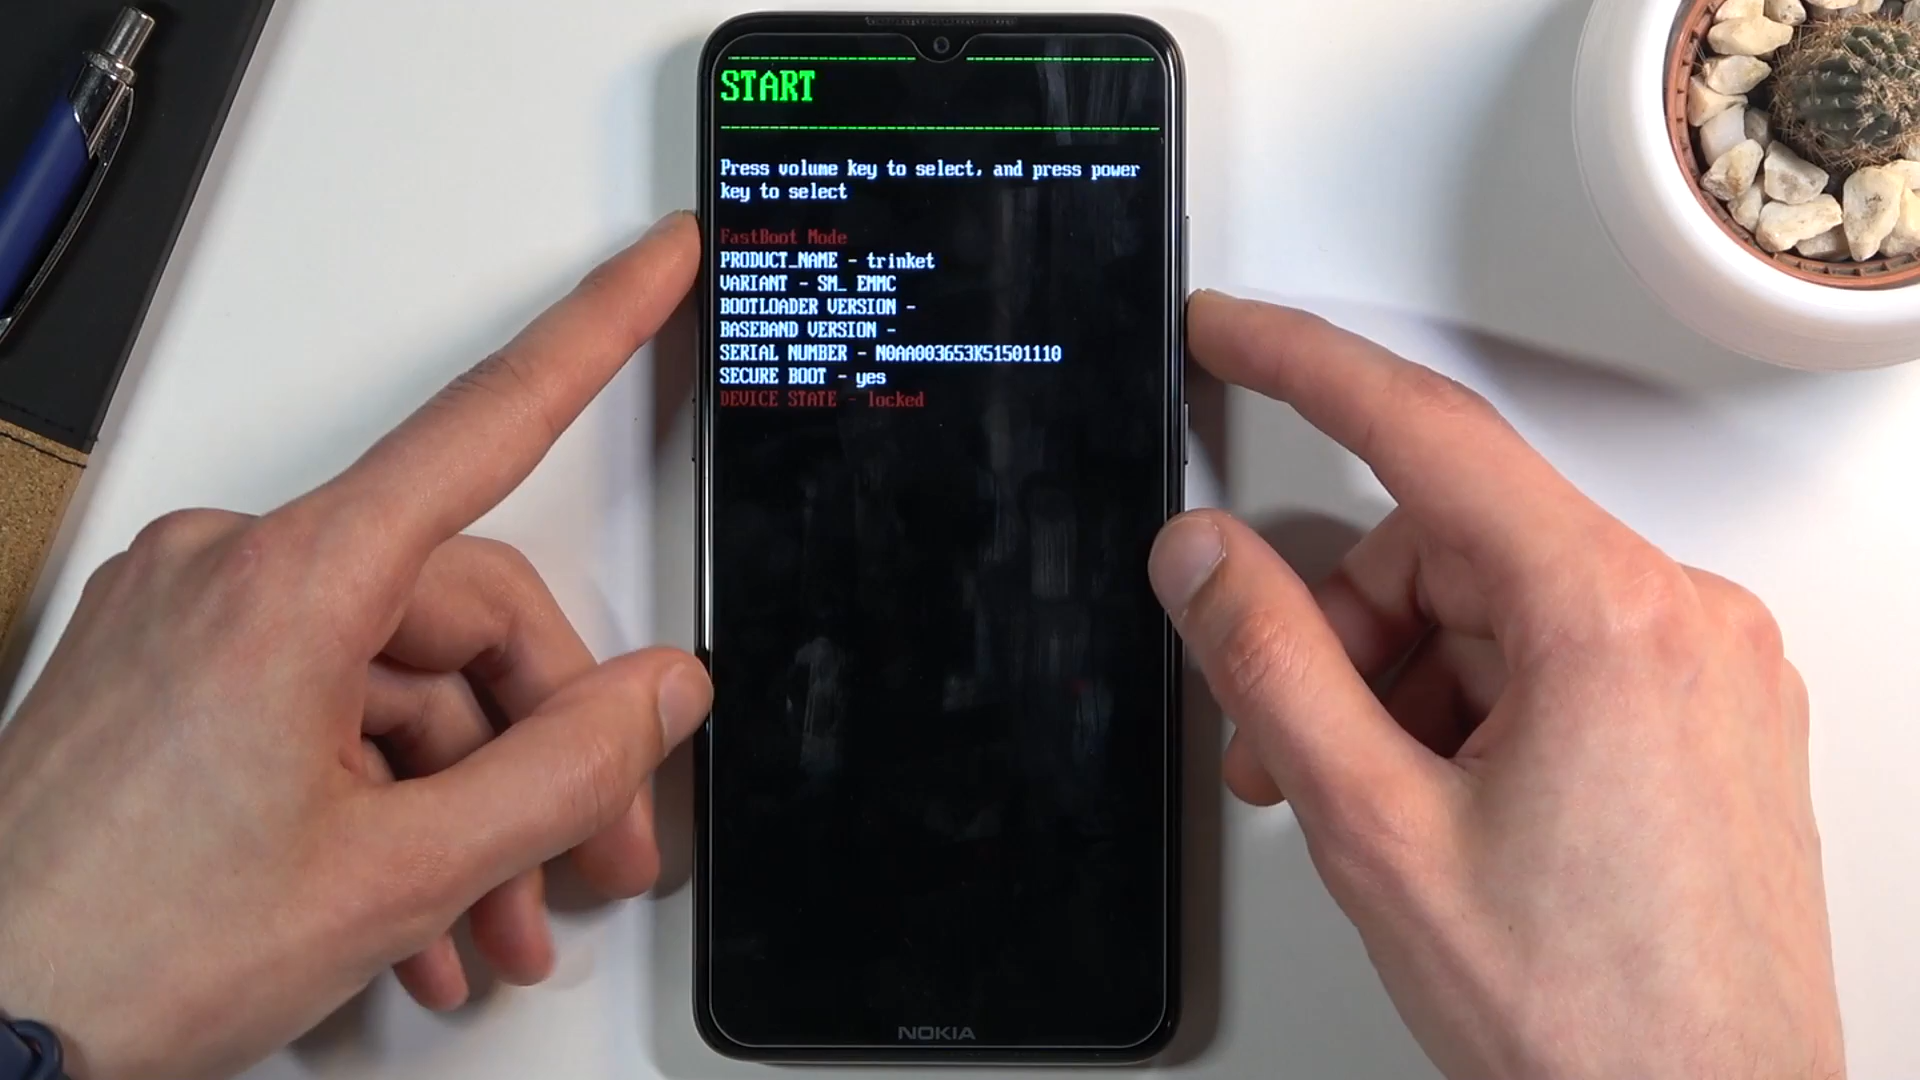 START
Press volume key to select, and press power
key to select
FastBoot Mode
PRODUCT_NAME - trinket
VARIANT - SM_ EMMC
BOOTLOADER VERSION -
BASEBAND VERSION -
SERIAL NUMBER - N0AA003653K51501110
SECURE BOOT - yes
DEVICE STATE - locked
NOKIA